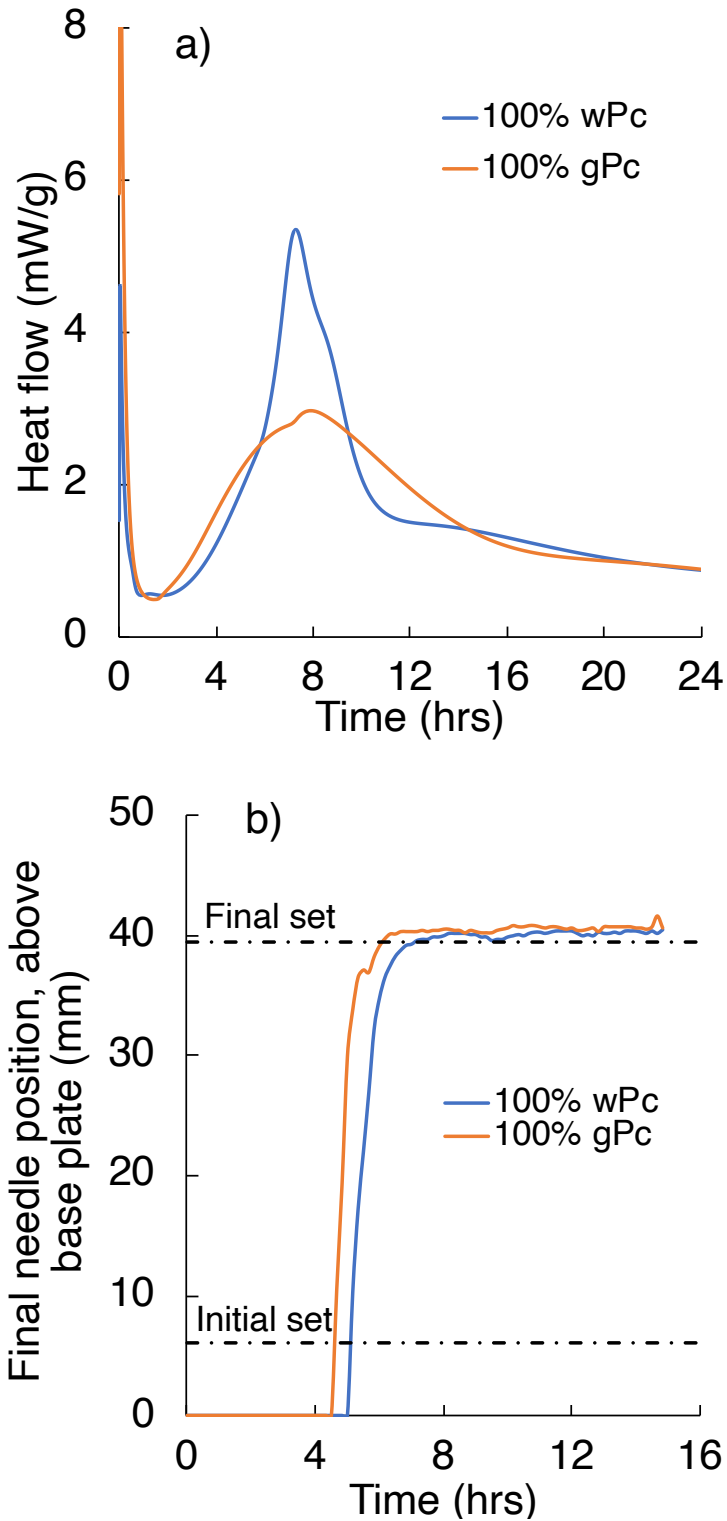 a)
8
6
4
2
0
Heat flow (mW/g)
100% wPc
100% gPc
0 4 8 12 16 20 24
Time (hrs)
b)
50
40
30
20
10
0
Final needle position, above
base plate (mm)
Final set
100% wPc
100% gPc
Initial set
0 4 8 12 16
Time (hrs)